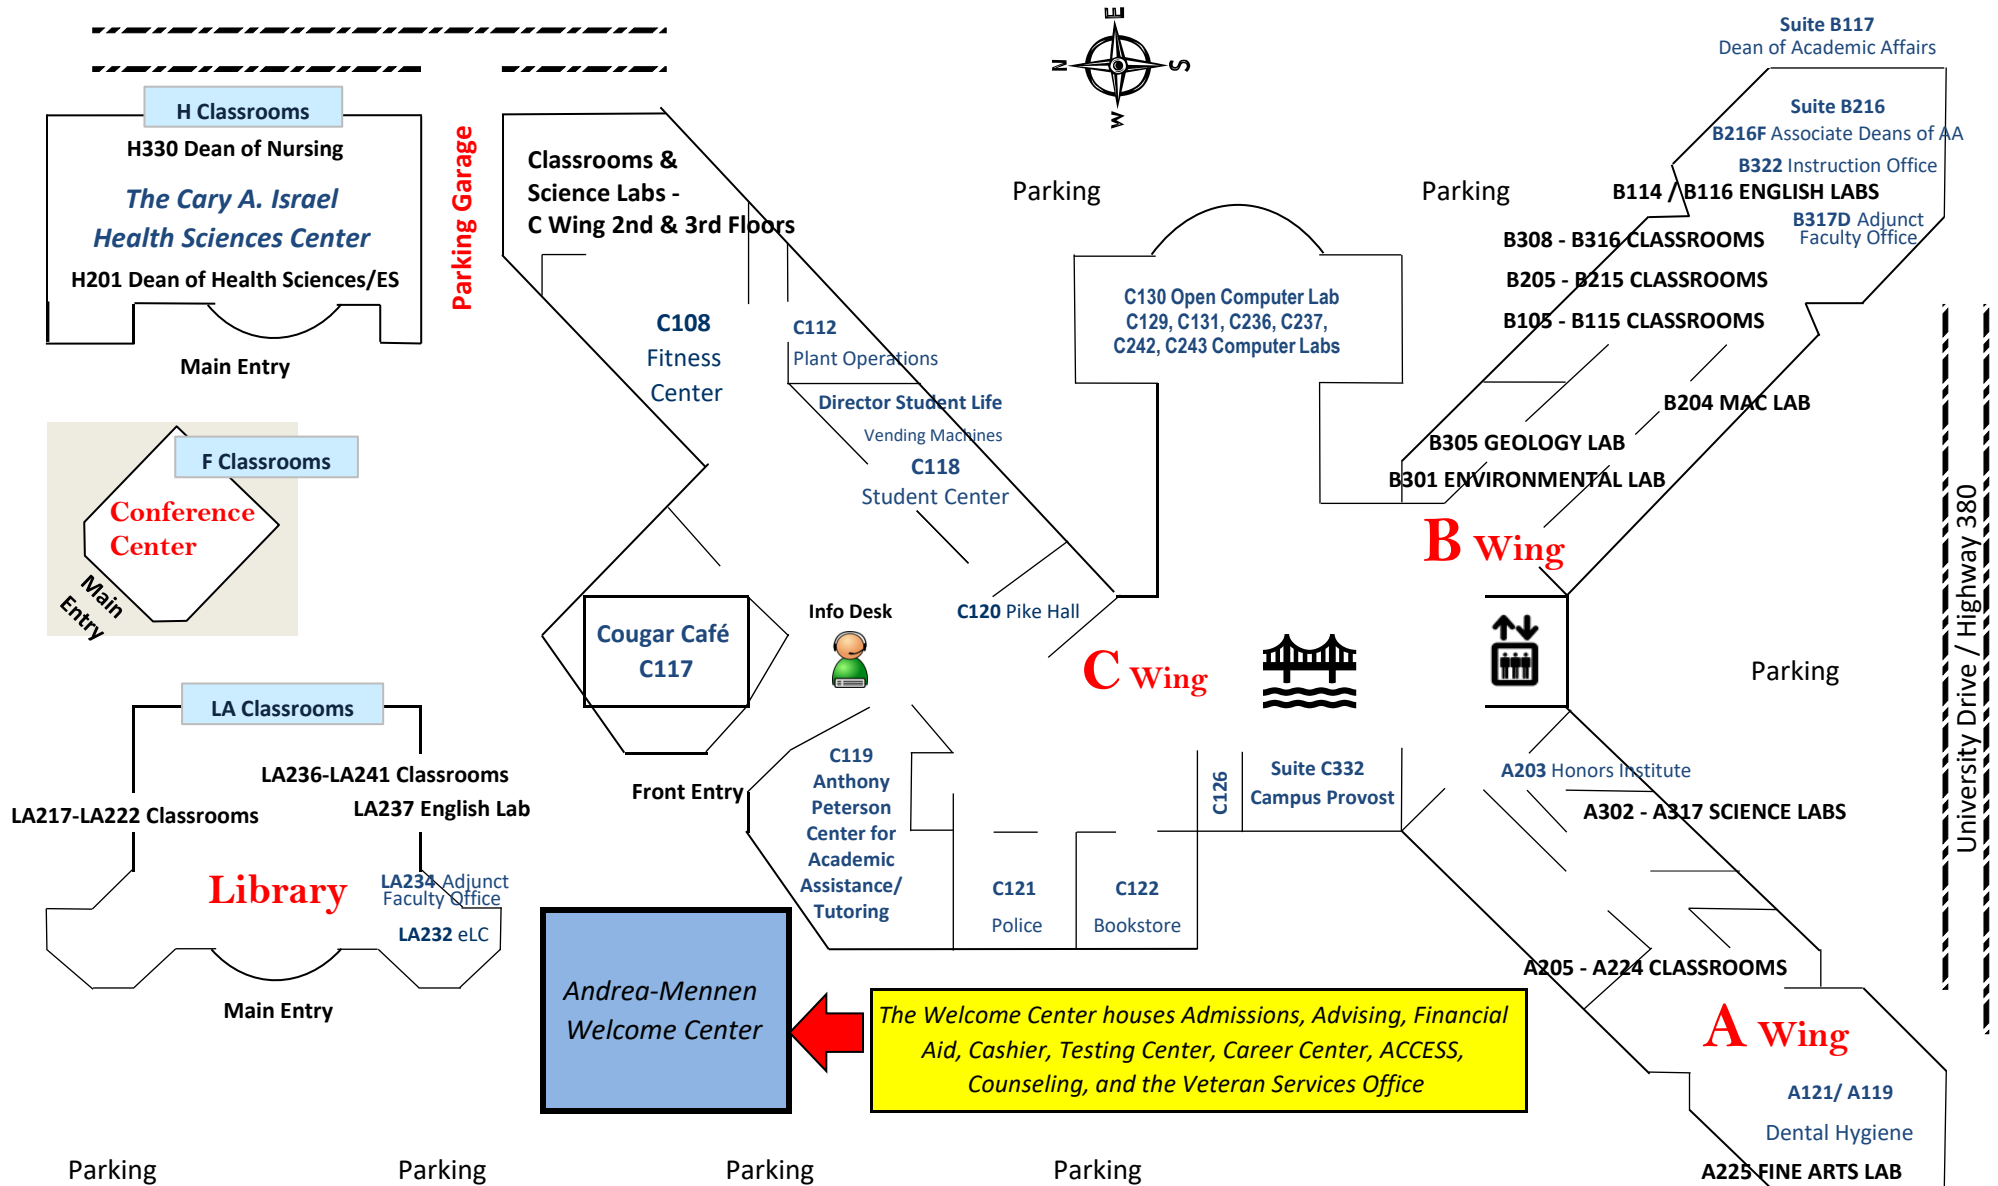 E
N
S
W
Suite B117
Dean of Academic Affairs
Suite B216
B216F Associate Deans of AA
B322 Instruction Office
B114 / B116 ENGLISH LABS
B317D Adjunct
Faculty Office
B308 - B316 CLASSROOMS
B205 - B215 CLASSROOMS
B105 - B115 CLASSROOMS
B204 MAC LAB
B305 GEOLOGY LAB
B301 ENVIRONMENTAL LAB
B Wing
Parking
Parking
H Classrooms
H330 Dean of Nursing
The Cary A. Israel
Health Sciences Center
H201 Dean of Health Sciences/ES
Main Entry
Parking Garage
Classrooms &
Science Labs -
C Wing 2nd & 3rd Floors
C108
Fitness
Center
C112
Plant Operations
Director Student Life
Vending Machines
C118
Student Center
C130 Open Computer Lab
C129, C131, C236, C237,
C242, C243 Computer Labs
F Classrooms
Conference
Center
Main
Entry
Cougar Café
C117
Info Desk
C120 Pike Hall
C Wing
Parking
University Drive / Highway 380
LA Classrooms
LA236-LA241 Classrooms
LA217-LA222 Classrooms
LA237 English Lab
Library
LA234 Adjunct
Faculty Office
LA232 eLC
Main Entry
Front Entry
C119
Anthony
Peterson
Center for
Academic
Assistance/
Tutoring
C121
Police
C122
Bookstore
C126
Suite C332
Campus Provost
A203 Honors Institute
A302 - A317 SCIENCE LABS
A205 - A224 CLASSROOMS
A Wing
A121/ A119
Dental Hygiene
A225 FINE ARTS LAB
Andrea-Mennen
Welcome Center
The Welcome Center houses Admissions, Advising, Financial
Aid, Cashier, Testing Center, Career Center, ACCESS,
Counseling, and the Veteran Services Office
Parking
Parking
Parking
Parking